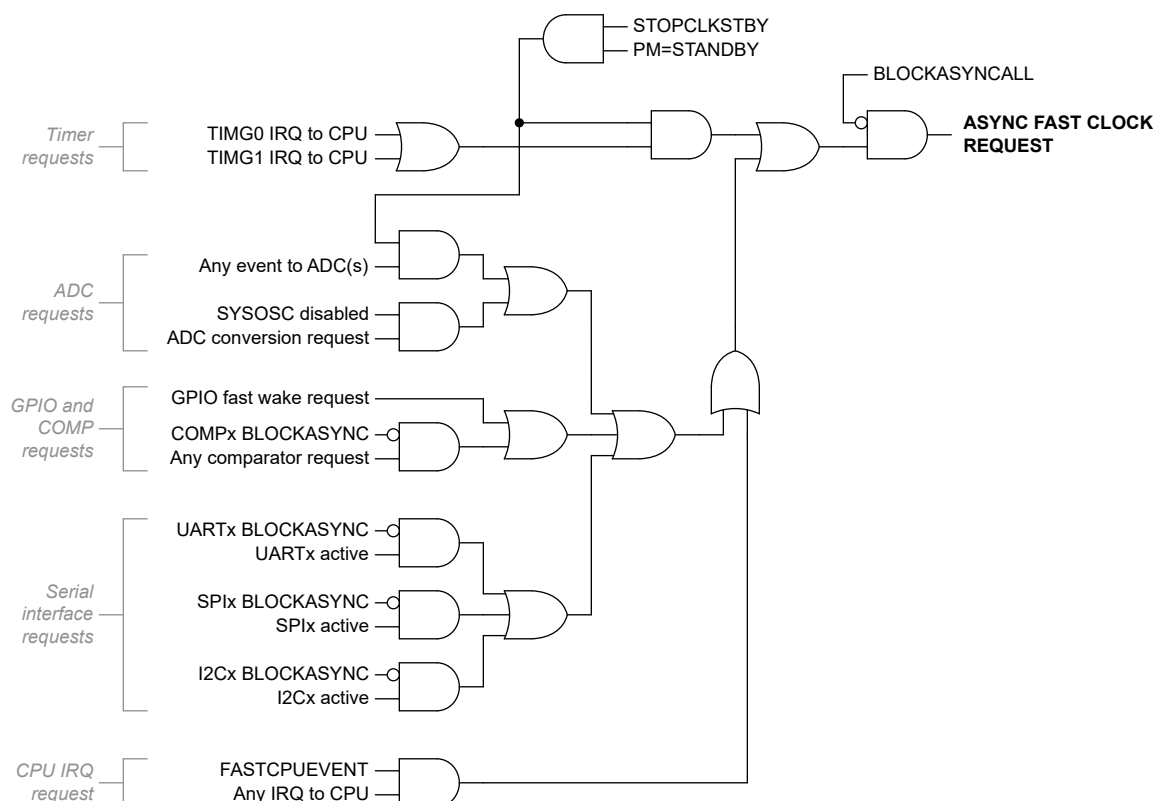 STOPCLKSTBY
PM=STANDBY
BLOCKASYNCALL
ASYNC FAST CLOCK
REQUEST
Timer
requests
TIMG0 IRQ to CPU
TIMG1 IRQ to CPU
ADC
requests
Any event to ADC(s)
SYSOSC disabled
ADC conversion request
GPIO and
COMP
requests
GPIO fast wake request
COMPx BLOCKASYNC
Any comparator request
Serial
interface
requests
UARTx BLOCKASYNC
UARTx active
SPIx BLOCKASYNC
SPIx active
I2Cx BLOCKASYNC
I2Cx active
CPU IRQ
request
FASTCPUEVENT
Any IRQ to CPU